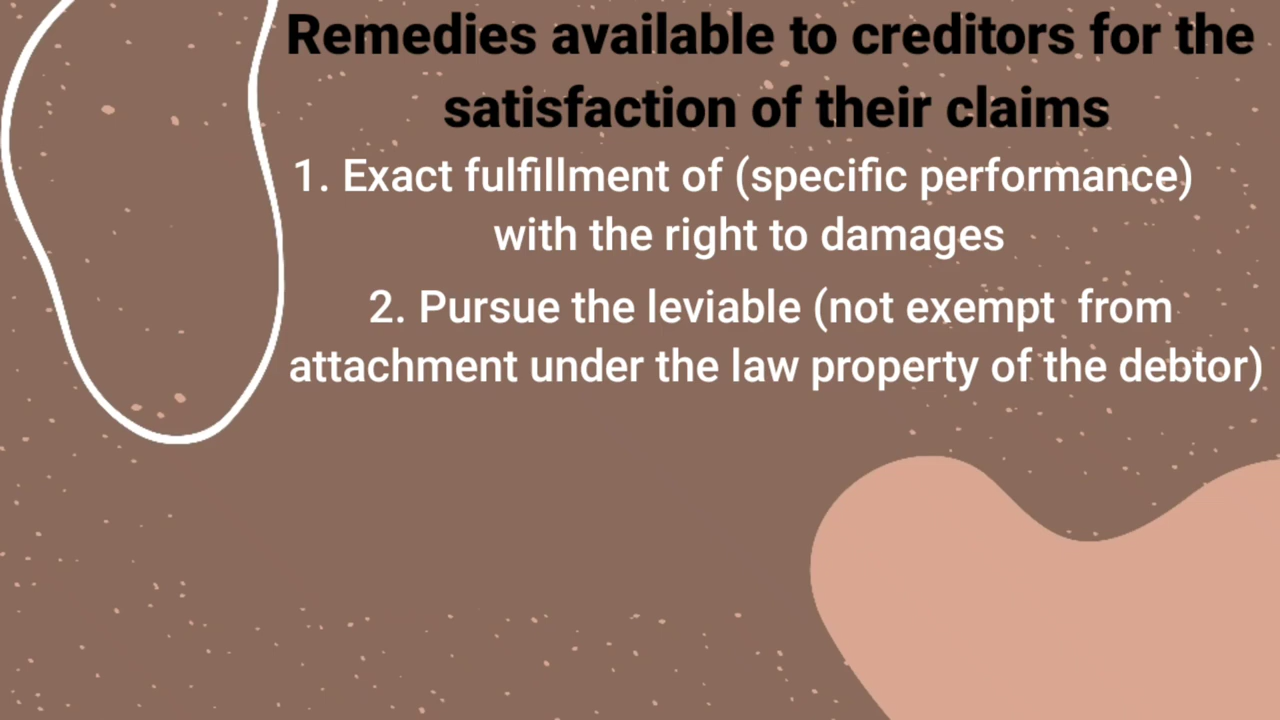 Remedies available to creditors for the
satisfaction of their claims
1. Exact fulfillment of (specific performance)
with the right to damages
2. Pursue the leviable (not exempt  from
attachment under the law property of the debtor)